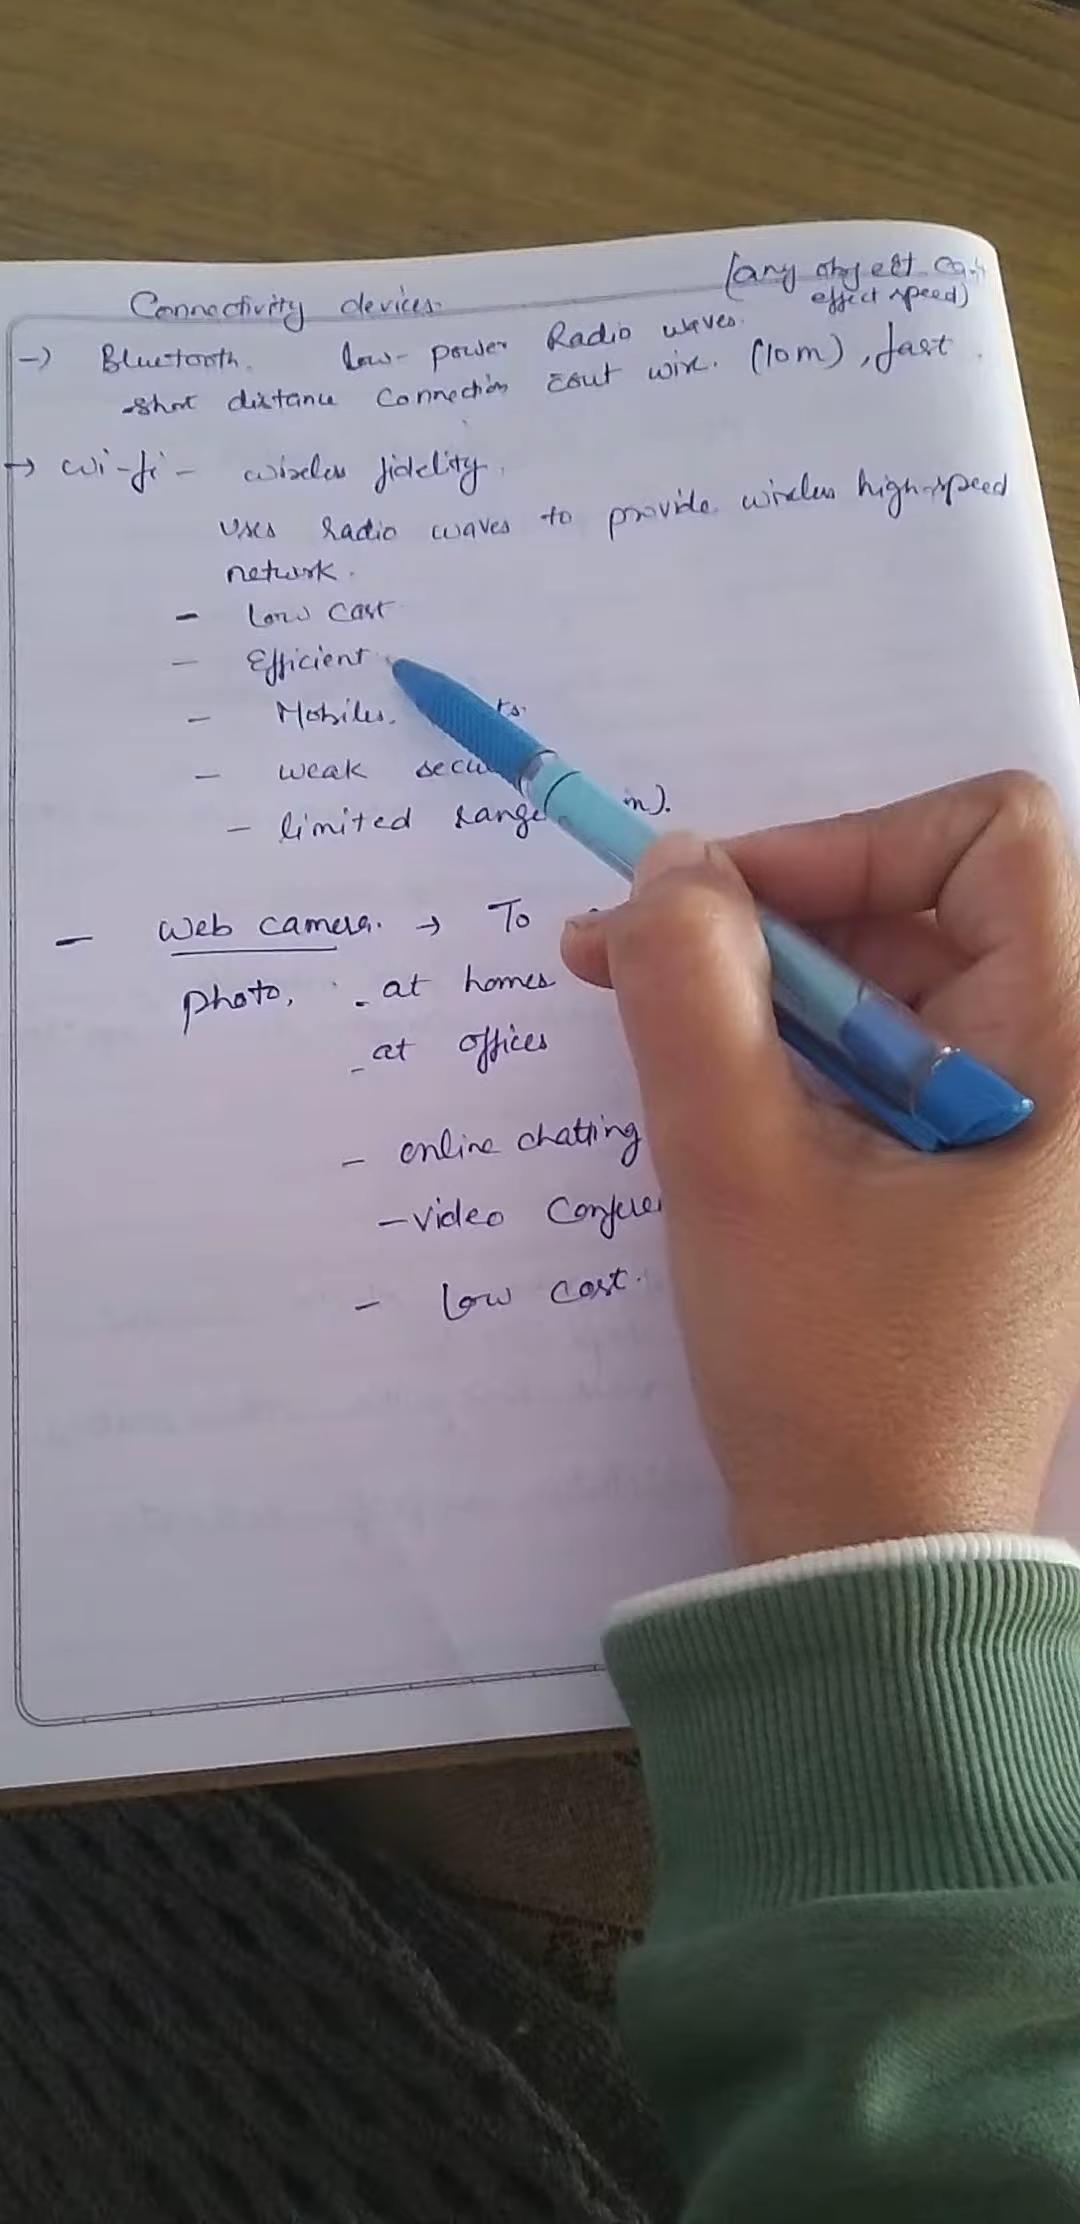 (any object
effect speed)
Connectivity devices.
→ Bluetooth. low-power Radio waves.
short distance Connection c̄out wire. (10m), fast.
→ Wi-fi - wireless fidelity.
Uses radio waves to provide wireless high-speed
network.
- Low cost
- Efficient
- Mobiles.
- weak
- limited range
- Web camera. → To
photo, - at homes
- at offices
- online chatting
- video
- Low cost.